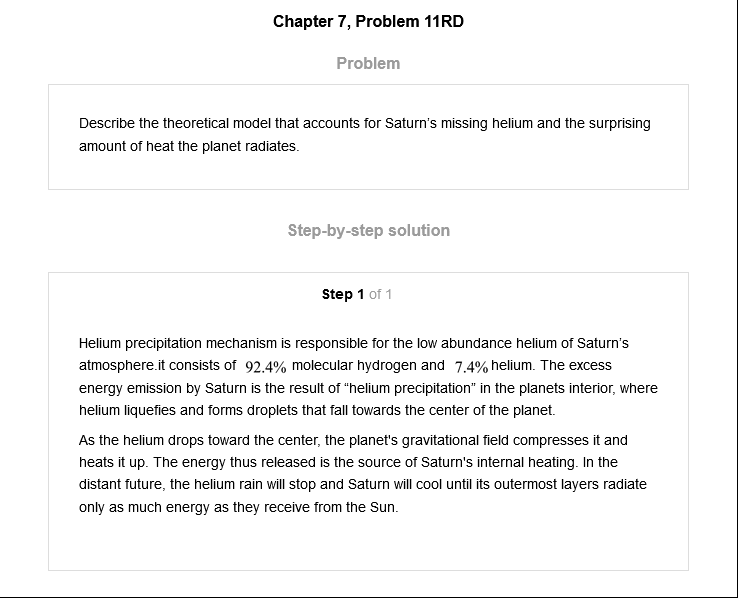 Chapter 7, Problem 11RD
Problem
Describe the theoretical model that accounts for Saturn's missing helium and the surprising
amount of heat the planet radiates.
Step-by-step solution
Step 1 of 1
Helium precipitation mechanism is responsible for the low abundance helium of Saturn's
atmosphere.it consists of 92.4% molecular hydrogen and 7.4% helium. The excess
energy emission by Saturn is the result of “helium precipitation” in the planets interior, where
helium liquefies and forms droplets that fall towards the center of the planet.
As the helium drops toward the center, the planet's gravitational field compresses it and
heats it up. The energy thus released is the source of Saturn's internal heating. In the
distant future, the helium rain will stop and Saturn will cool until its outermost layers radiate
only as much energy as they receive from the Sun.